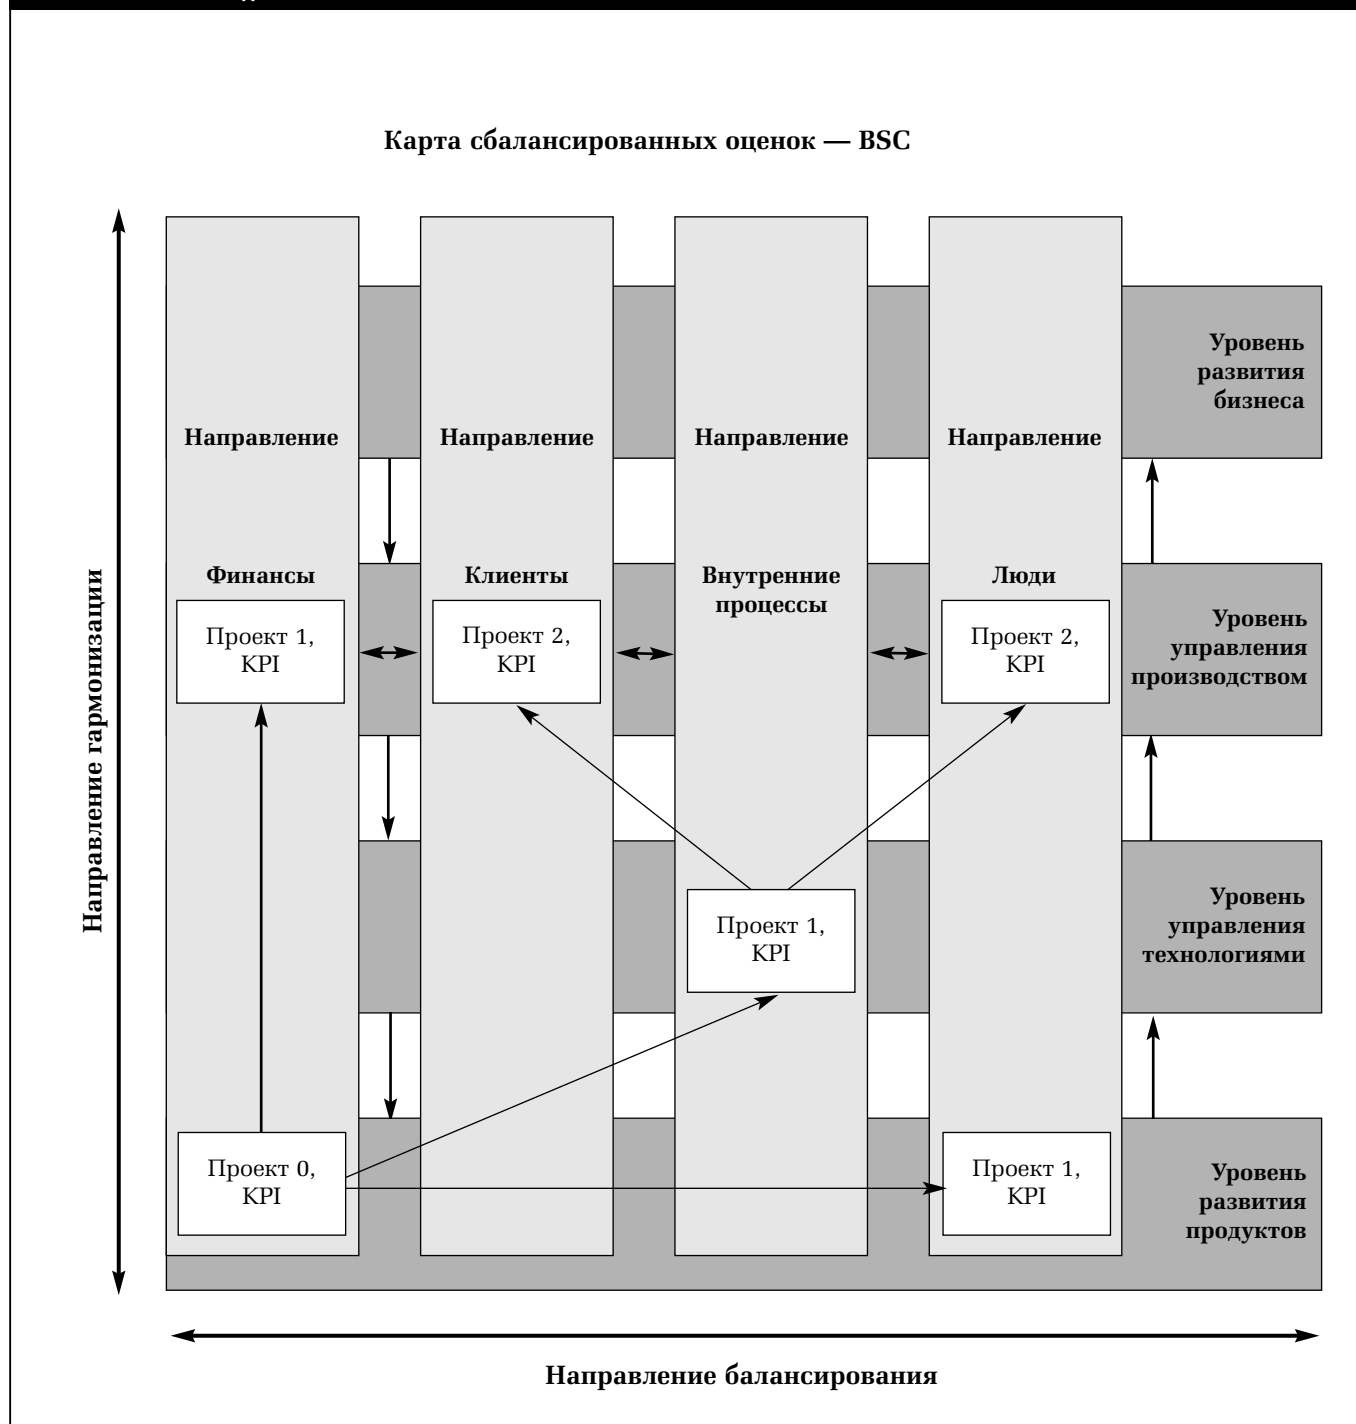 Карта сбалансированных оценок — BSC
Уровень
развития
бизнеса
Направление
Направление
Направление
Направление
Финансы
Клиенты
Внутренние
процессы
Люди
Проект 1,
KPI
Проект 2,
KPI
Проект 2,
KPI
Уровень
управления
производством
Направление гармонизации
Проект 1,
KPI
Уровень
управления
технологиями
Проект 0,
KPI
Проект 1,
KPI
Уровень
развития
продуктов
Направление балансирования